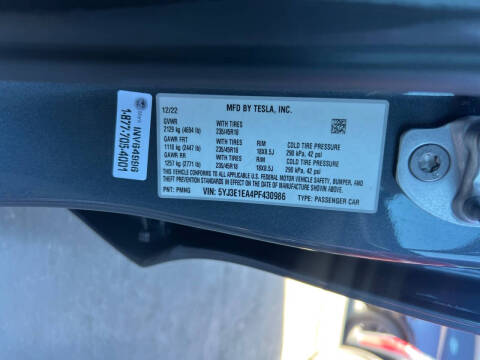 12/22 MFD BY TESLA, INC.
GVWR WITH TIRES
2129 kg (4694 lb) 235/45R18
GAWR FRT WITH TIRES RIM COLD TIRE PRESSURE
1110 kg (2447 lb) 235/45R18 18X8.5J 290 kPa, 42 psi
GAWR RR WITH TIRES RIM COLD TIRE PRESSURE
1257 kg (2771 lb) 235/45R18 18X8.5J 290 kPa, 42 psi
THIS VEHICLE CONFORMS TO ALL APPLICABLE U.S. FEDERAL MOTOR VEHICLE SAFETY, BUMPER, AND
THEFT PREVENTION STANDARDS IN EFFECT ON THE DATE OF MANUFACTURE SHOWN ABOVE.
PNT: PMNG VIN: 5YJ3E1EA4PF430986 TYPE: PASSENGER CAR
1-877-705-4001